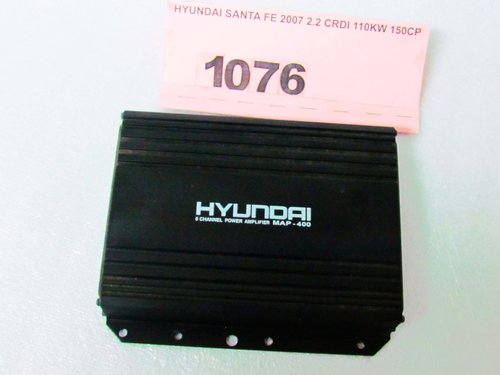 HYUNDAI SANTA FE 2007 2.2 CRDI 110KW 150CP
1076
HYUNDAI
6 CHANNEL POWER AMPLIFIER MAP-400